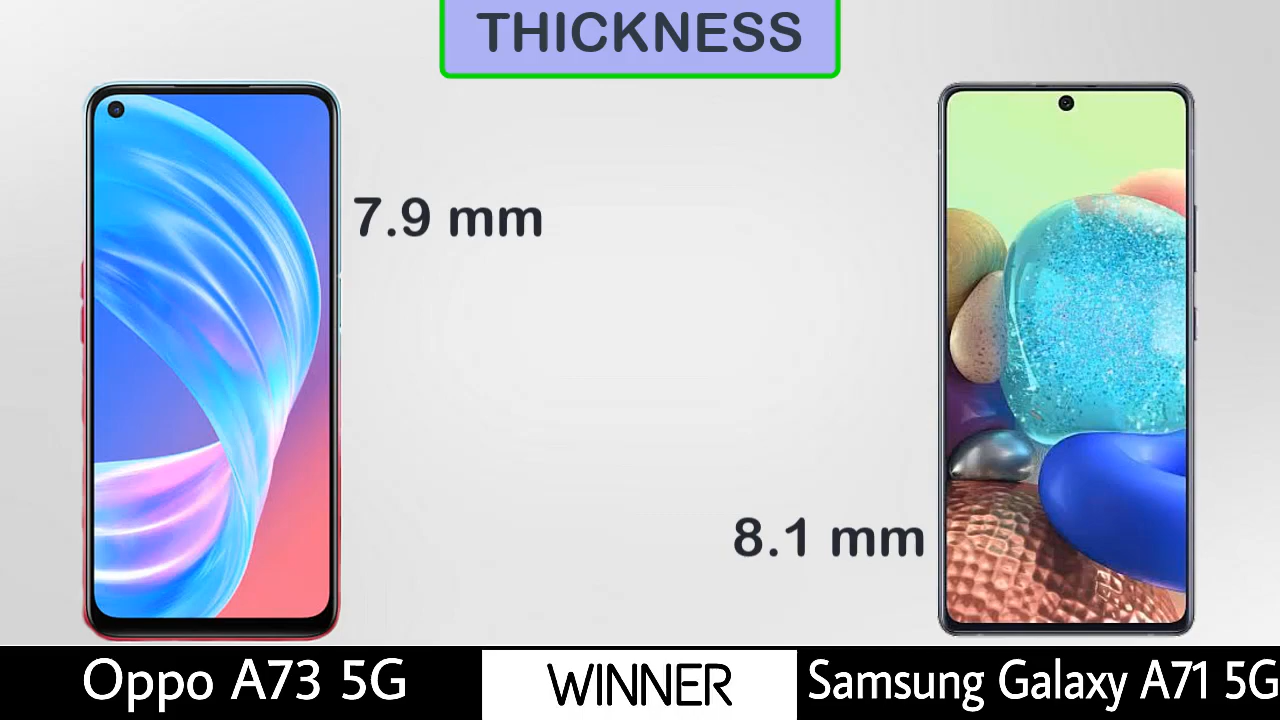 THICKNESS
7.9 mm
8.1 mm
Oppo A73 5G
WINNER
Samsung Galaxy A71 5G